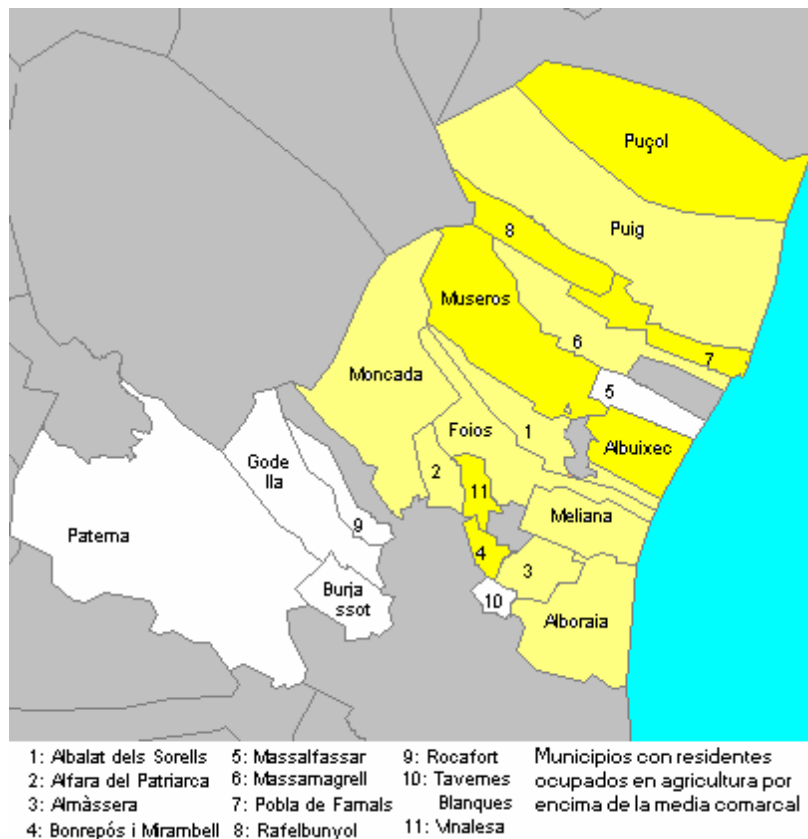 Puçol
Puig
8
Museros
6
7
Moncada
5
Foios
1
Albuixec
Gode
lla
2
11
9
Meliana
Paterna
4
3
Burja
ssot
10
Alboraia
1: Albalat dels Sorells
2: Alfara del Patriarca
3: Almàssera
4: Bonrepós i Mirambell
5: Massalfassar
6: Massamagrell
7: Pobla de Farnals
8: Rafelbunyol
9: Rocafort
10: Tavernes
Blanques
11: Vinalesa
Municipios con residentes
ocupados en agricultura por
encima de la media comarcal